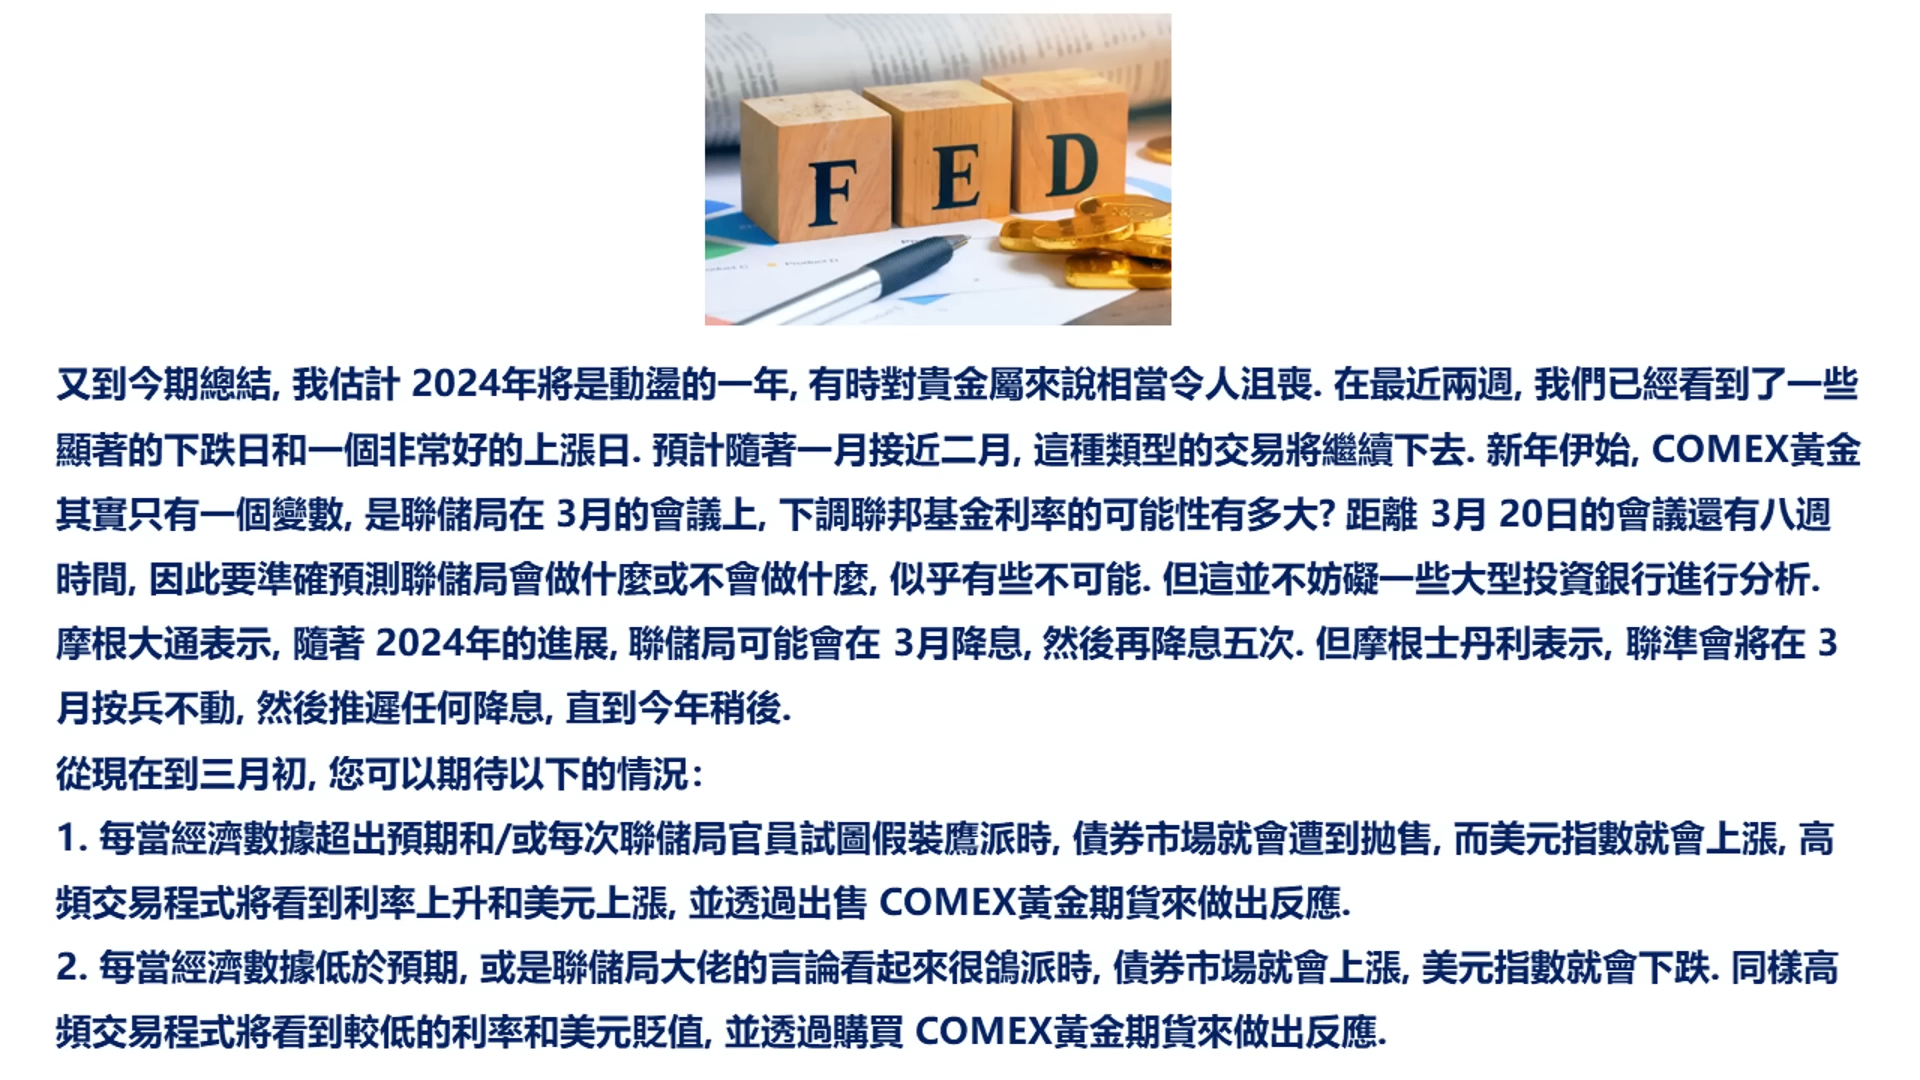 F E D
Product C
Product D
又到今期總結, 我估計 2024年將是動盪的一年, 有時對貴金屬來說相當令人沮喪. 在最近兩週, 我們已經看到了一些
顯著的下跌日和一個非常好的上漲日. 預計隨著一月接近二月, 這種類型的交易將繼續下去. 新年伊始, COMEX黃金
其實只有一個變數, 是聯儲局在 3月的會議上, 下調聯邦基金利率的可能性有多大? 距離 3月 20日的會議還有八週
時間, 因此要準確預測聯儲局會做什麼或不會做什麼, 似乎有些不可能. 但這並不妨礙一些大型投資銀行進行分析.
摩根大通表示, 隨著 2024年的進展, 聯儲局可能會在 3月降息, 然後再降息五次. 但摩根士丹利表示, 聯準會將在 3
月按兵不動, 然後推遲任何降息, 直到今年稍後.
從現在到三月初, 您可以期待以下的情況：
1. 每當經濟數據超出預期和/或每次聯儲局官員試圖假裝鷹派時, 債券市場就會遭到拋售, 而美元指數就會上漲, 高
頻交易程式將看到利率上升和美元上漲, 並透過出售 COMEX黃金期貨來做出反應.
2. 每當經濟數據低於預期, 或是聯儲局大佬的言論看起來很鴿派時, 債券市場就會上漲, 美元指數就會下跌. 同樣高
頻交易程式將看到較低的利率和美元貶值, 並透過購買 COMEX黃金期貨來做出反應.